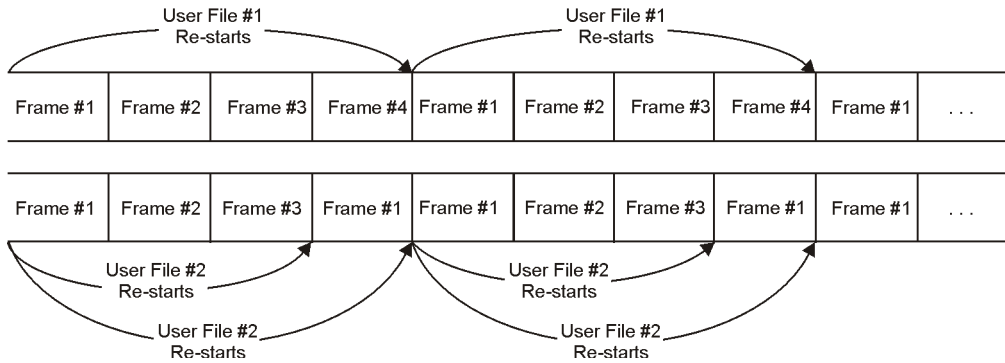 User File #1
Re-starts
User File #1
Re-starts
Frame #1 Frame #2 Frame #3 Frame #4 Frame #1 Frame #2 Frame #3 Frame #4 Frame #1 . . .
Frame #1 Frame #2 Frame #3 Frame #1 Frame #1 Frame #2 Frame #3 Frame #1 Frame #1 . . .
User File #2
Re-starts
User File #2
Re-starts
User File #2
Re-starts
User File #2
Re-starts